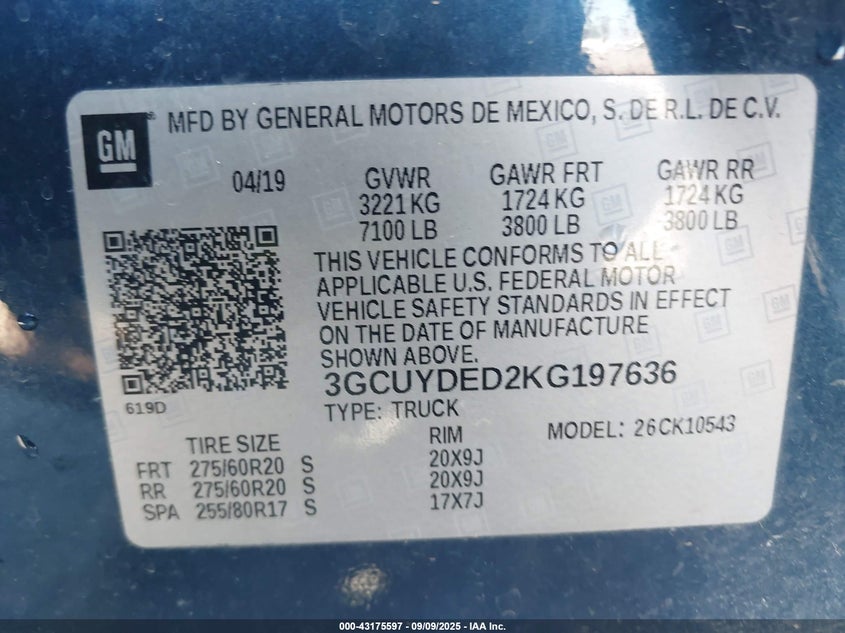 GM
MFD BY GENERAL MOTORS DE MEXICO, S. DE R.L. DE C.V.
04/19 GVWR GAWR FRT GAWR RR
3221 KG 1724 KG 1724 KG
7100 LB 3800 LB 3800 LB
THIS VEHICLE CONFORMS TO ALL
APPLICABLE U.S. FEDERAL MOTOR
VEHICLE SAFETY STANDARDS IN EFFECT
ON THE DATE OF MANUFACTURE
SHOWN ABOVE.
3GCUYDED2KG197636
619D
TYPE: TRUCK
MODEL: 26CK10543
TIRE SIZE RIM
FRT 275/60R20 S 20X9J
RR 275/60R20 S 20X9J
SPA 255/80R17 S 17X7J
000-43175597 - 09/09/2025 - IAA Inc.